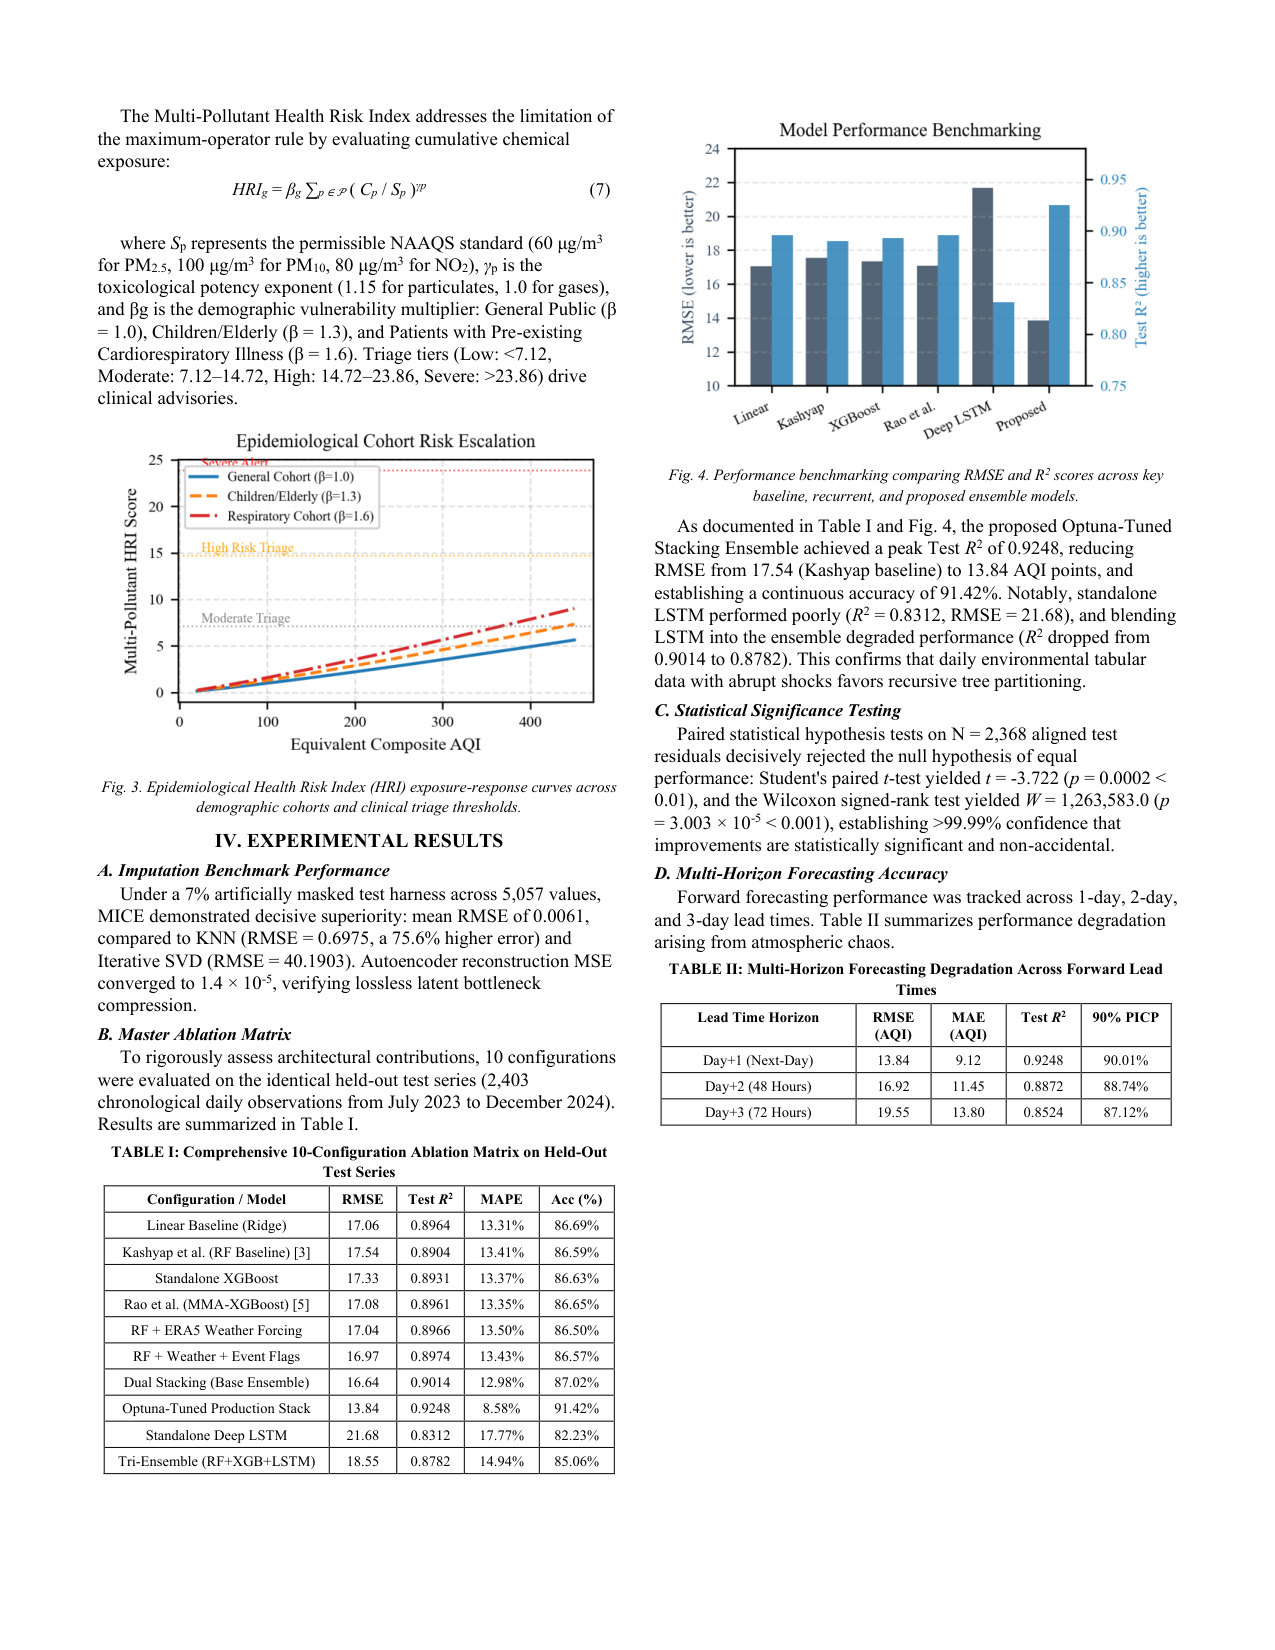 The Multi-Pollutant Health Risk Index addresses the limitation of
the maximum-operator rule by evaluating cumulative chemical
exposure:
HRI_g = β_g ∑_{p ∈ 𝒫} ( C_p / S_p )^{γp} (7)
where S_p represents the permissible NAAQS standard (60 μg/m³
for PM₂.₅, 100 μg/m³ for PM₁₀, 80 μg/m³ for NO₂), γ_p is the
toxicological potency exponent (1.15 for particulates, 1.0 for gases),
and βg is the demographic vulnerability multiplier: General Public (β
= 1.0), Children/Elderly (β = 1.3), and Patients with Pre-existing
Cardiorespiratory Illness (β = 1.6). Triage tiers (Low: <7.12,
Moderate: 7.12–14.72, High: 14.72–23.86, Severe: >23.86) drive
clinical advisories.
Epidemiological Cohort Risk Escalation
Multi-Pollutant HRI Score
25
20
15
10
5
0
Severe Alert
General Cohort (β=1.0)
Children/Elderly (β=1.3)
Respiratory Cohort (β=1.6)
High Risk Triage
Moderate Triage
0 100 200 300 400
Equivalent Composite AQI
Fig. 3. Epidemiological Health Risk Index (HRI) exposure-response curves across
demographic cohorts and clinical triage thresholds.
IV. EXPERIMENTAL RESULTS
A. Imputation Benchmark Performance
Under a 7% artificially masked test harness across 5,057 values,
MICE demonstrated decisive superiority: mean RMSE of 0.0061,
compared to KNN (RMSE = 0.6975, a 75.6% higher error) and
Iterative SVD (RMSE = 40.1903). Autoencoder reconstruction MSE
converged to 1.4 × 10⁻⁵, verifying lossless latent bottleneck
compression.
B. Master Ablation Matrix
To rigorously assess architectural contributions, 10 configurations
were evaluated on the identical held-out test series (2,403
chronological daily observations from July 2023 to December 2024).
Results are summarized in Table I.
TABLE I: Comprehensive 10-Configuration Ablation Matrix on Held-Out
Test Series
Configuration / Model RMSE Test R² MAPE Acc (%)
Linear Baseline (Ridge) 17.06 0.8964 13.31% 86.69%
Kashyap et al. (RF Baseline) [3] 17.54 0.8904 13.41% 86.59%
Standalone XGBoost 17.33 0.8931 13.37% 86.63%
Rao et al. (MMA-XGBoost) [5] 17.08 0.8961 13.35% 86.65%
RF + ERA5 Weather Forcing 17.04 0.8966 13.50% 86.50%
RF + Weather + Event Flags 16.97 0.8974 13.43% 86.57%
Dual Stacking (Base Ensemble) 16.64 0.9014 12.98% 87.02%
Optuna-Tuned Production Stack 13.84 0.9248 8.58% 91.42%
Standalone Deep LSTM 21.68 0.8312 17.77% 82.23%
Tri-Ensemble (RF+XGB+LSTM) 18.55 0.8782 14.94% 85.06%
Model Performance Benchmarking
RMSE (lower is better)
24
22
20
18
16
14
12
10
0.95
0.90
0.85
0.80
0.75
Test R² (higher is better)
Linear
Kashyap
XGBoost
Rao et al.
Deep LSTM
Proposed
Fig. 4. Performance benchmarking comparing RMSE and R² scores across key
baseline, recurrent, and proposed ensemble models.
As documented in Table I and Fig. 4, the proposed Optuna-Tuned
Stacking Ensemble achieved a peak Test R² of 0.9248, reducing
RMSE from 17.54 (Kashyap baseline) to 13.84 AQI points, and
establishing a continuous accuracy of 91.42%. Notably, standalone
LSTM performed poorly (R² = 0.8312, RMSE = 21.68), and blending
LSTM into the ensemble degraded performance (R² dropped from
0.9014 to 0.8782). This confirms that daily environmental tabular
data with abrupt shocks favors recursive tree partitioning.
C. Statistical Significance Testing
Paired statistical hypothesis tests on N = 2,368 aligned test
residuals decisively rejected the null hypothesis of equal
performance: Student's paired t-test yielded t = -3.722 (p = 0.0002 <
0.01), and the Wilcoxon signed-rank test yielded W = 1,263,583.0 (p
= 3.003 × 10⁻⁵ < 0.001), establishing >99.99% confidence that
improvements are statistically significant and non-accidental.
D. Multi-Horizon Forecasting Accuracy
Forward forecasting performance was tracked across 1-day, 2-day,
and 3-day lead times. Table II summarizes performance degradation
arising from atmospheric chaos.
TABLE II: Multi-Horizon Forecasting Degradation Across Forward Lead
Times
Lead Time Horizon RMSE (AQI) MAE (AQI) Test R² 90% PICP
Day+1 (Next-Day) 13.84 9.12 0.9248 90.01%
Day+2 (48 Hours) 16.92 11.45 0.8872 88.74%
Day+3 (72 Hours) 19.55 13.80 0.8524 87.12%